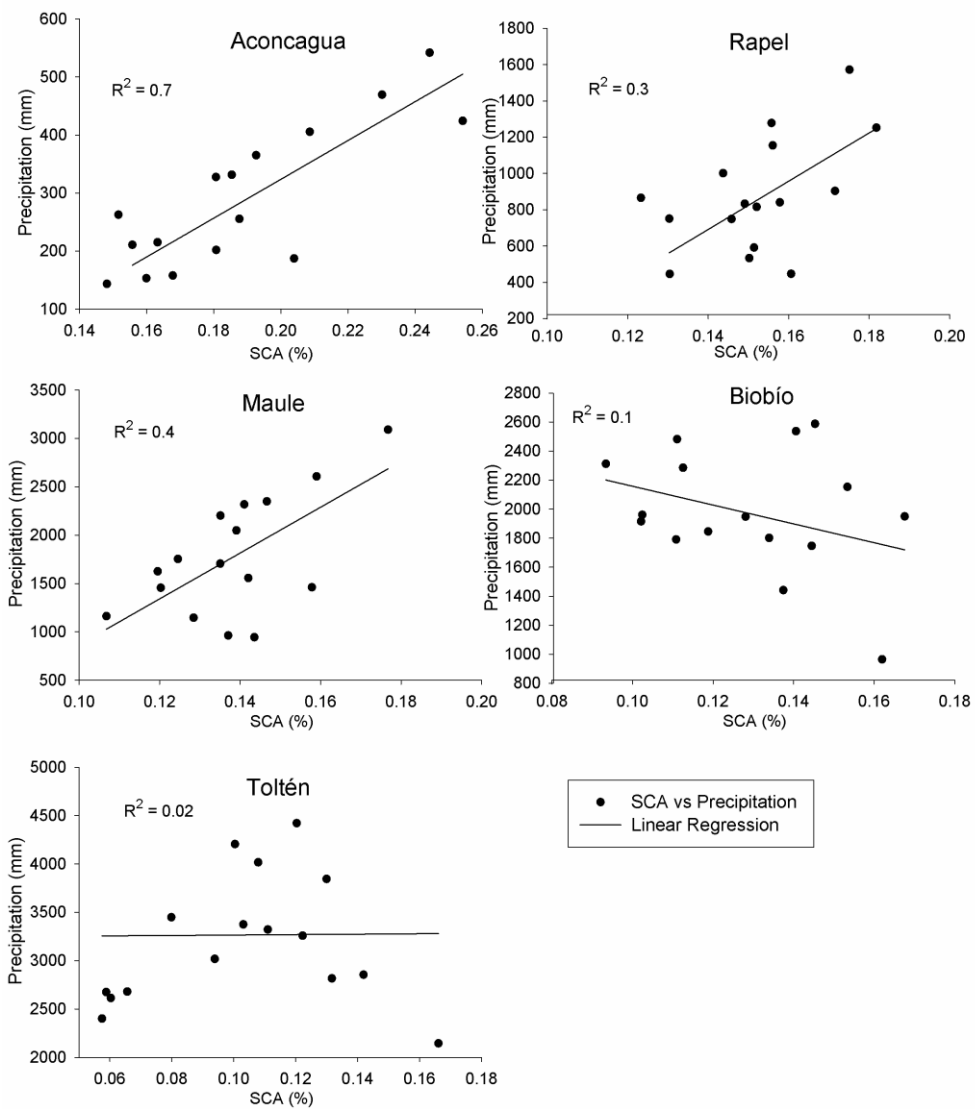 Aconcagua
R² = 0.7
Precipitation (mm)
600
500
400
300
200
100
0.14 0.16 0.18 0.20 0.22 0.24 0.26
SCA (%)
Rapel
R² = 0.3
Precipitation (mm)
1800
1600
1400
1200
1000
800
600
400
200
0.10 0.12 0.14 0.16 0.18 0.20
SCA (%)
Maule
R² = 0.4
Precipitation (mm)
3500
3000
2500
2000
1500
1000
500
0.10 0.12 0.14 0.16 0.18 0.20
SCA (%)
Biobío
R² = 0.1
Precipitation (mm)
2800
2600
2400
2200
2000
1800
1600
1400
1200
1000
800
0.08 0.10 0.12 0.14 0.16 0.18
SCA (%)
Toltén
R² = 0.02
Precipitation (mm)
5000
4500
4000
3500
3000
2500
2000
0.06 0.08 0.10 0.12 0.14 0.16 0.18
SCA (%)
SCA vs Precipitation
Linear Regression